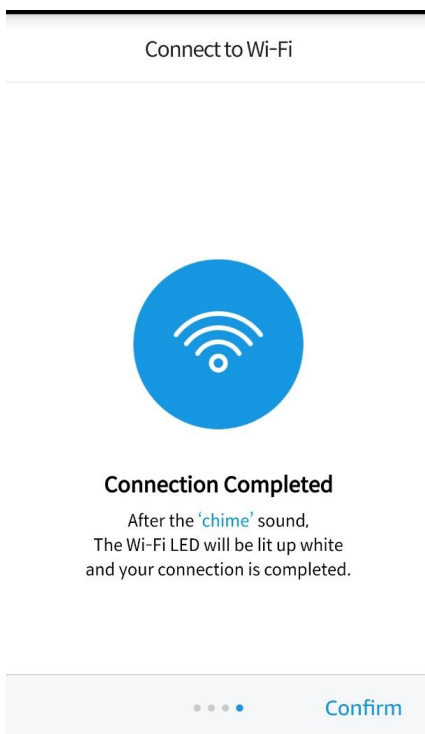 Connect to Wi-Fi
Connection Completed
After the ‘chime’ sound,
The Wi-Fi LED will be lit up white
and your connection is completed.
Confirm